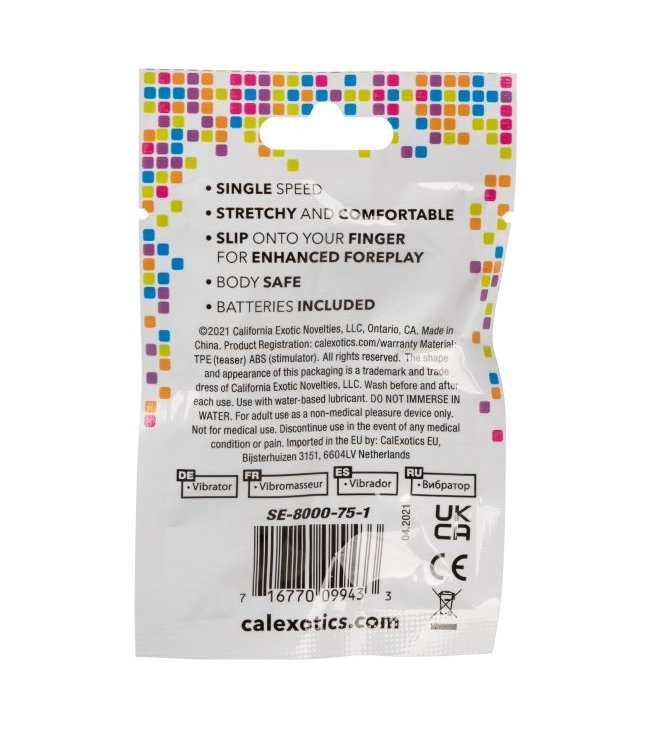 • SINGLE SPEED
• STRETCHY AND COMFORTABLE
• SLIP ONTO YOUR FINGER
FOR ENHANCED FOREPLAY
• BODY SAFE
• BATTERIES INCLUDED
©2021 California Exotic Novelties, LLC, Ontario, CA. Made in
China. Product Registration: calexotics.com/warranty Material:
TPE (teaser) ABS (stimulator). All rights reserved. The shape
and appearance of this packaging is a trademark and trade
dress of California Exotic Novelties, LLC. Wash before and after
each use. Use with water-based lubricant. DO NOT IMMERSE IN
WATER. For adult use as a non-medical pleasure device only.
Not for medical use. Discontinue use in the event of any medical
condition or pain. Imported in the EU by: CalExotics EU,
Bijsterhuizen 3151, 6604LV Netherlands
DE • Vibrator FR • Vibromasseur ES • Vibrador RU • Вибратор
SE-8000-75-1
04.2021
UK
CA
CE
7 16770 09943 3
calexotics.com